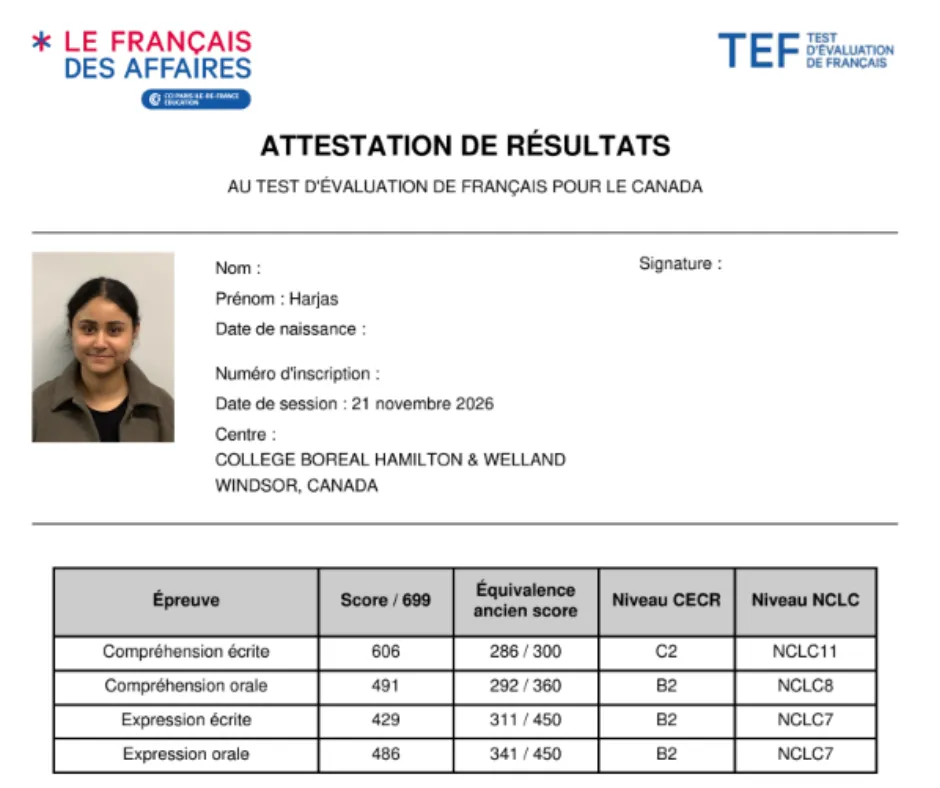 * LE FRANÇAIS
DES AFFAIRES
CCI PARIS ILE-DE-FRANCE
EDUCATION
TEF TEST
D'ÉVALUATION
DE FRANÇAIS
ATTESTATION DE RÉSULTATS
AU TEST D'ÉVALUATION DE FRANÇAIS POUR LE CANADA
Nom :
Signature :
Prénom : Harjas
Date de naissance :
Numéro d'inscription :
Date de session : 21 novembre 2026
Centre :
COLLEGE BOREAL HAMILTON & WELLAND
WINDSOR, CANADA
Épreuve Score / 699 Équivalence ancien score Niveau CECR Niveau NCLC
Compréhension écrite 606 286 / 300 C2 NCLC11
Compréhension orale 491 292 / 360 B2 NCLC8
Expression écrite 429 311 / 450 B2 NCLC7
Expression orale 486 341 / 450 B2 NCLC7